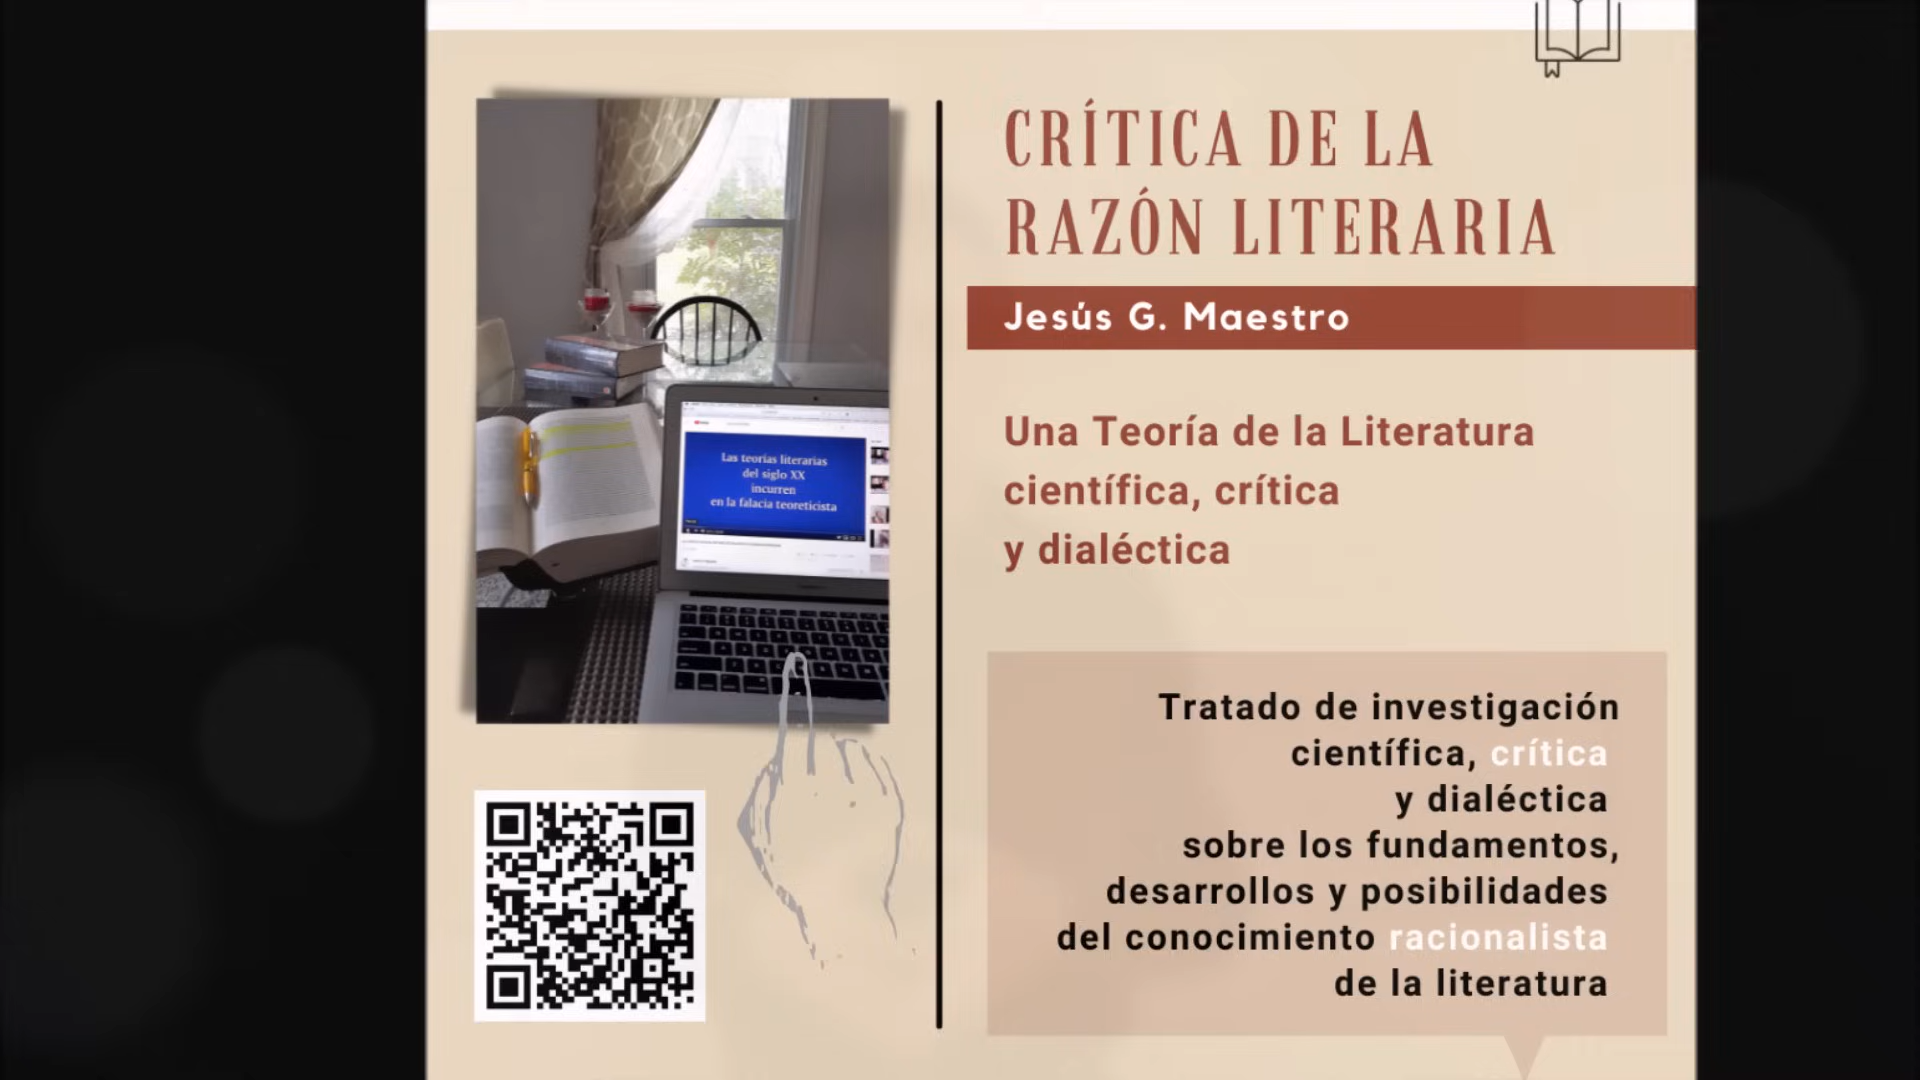 CRÍTICA DE LA
RAZÓN LITERARIA
Jesús G. Maestro
Una Teoría de la Literatura
científica, crítica
y dialéctica
Las teorías literarias
del siglo XX
incurren
en la falacia teoreticista
Tratado de investigación
científica, crítica
y dialéctica
sobre los fundamentos,
desarrollos y posibilidades
del conocimiento racionalista
de la literatura